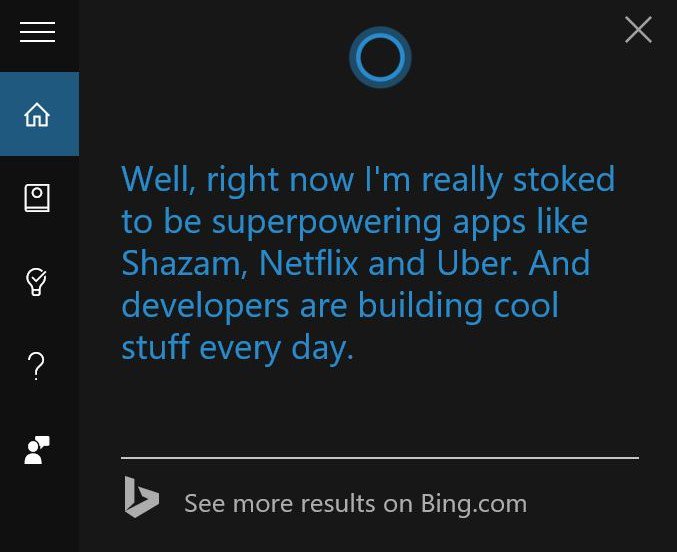 Well, right now I'm really stoked
to be superpowering apps like
Shazam, Netflix and Uber. And
developers are building cool
stuff every day.
See more results on Bing.com